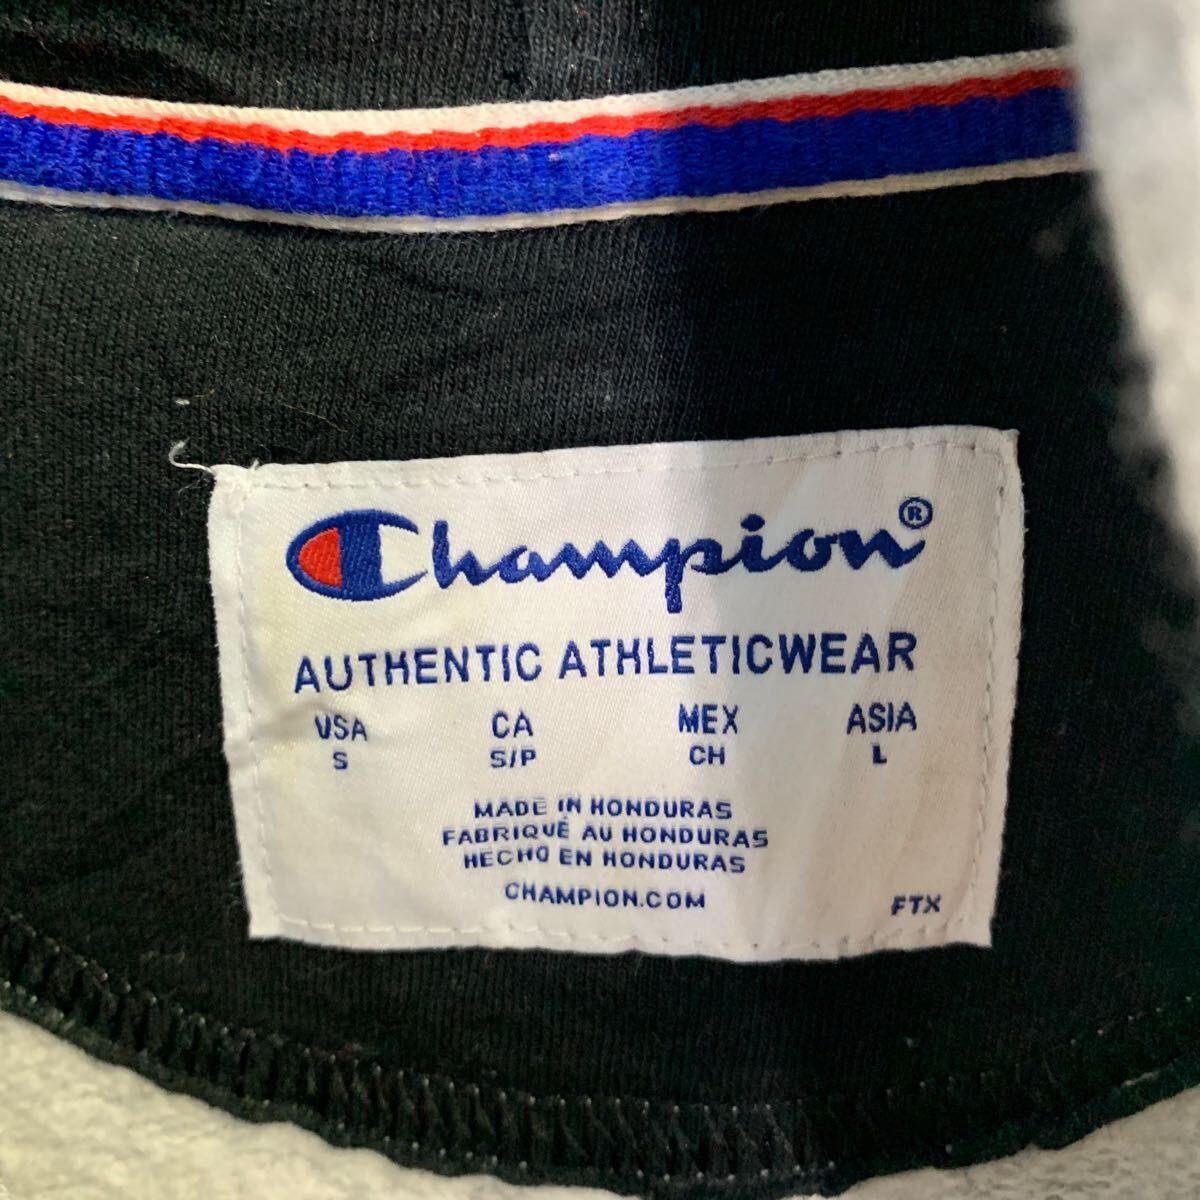 Champion®
AUTHENTIC ATHLETICWEAR
USA CA MEX ASIA
S S/P CH L
MADE IN HONDURAS
FABRIQUÉ AU HONDURAS
HECHO EN HONDURAS
CHAMPION.COM
FTX